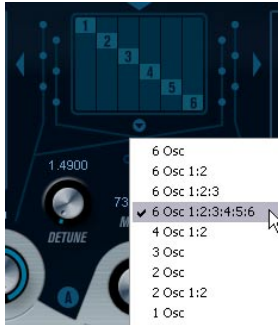 1
2
3
4
5
6
1.4900
73
DETUNE
M
A
6 Osc
6 Osc 1:2
6 Osc 1:2:3
6 Osc 1:2:3:4:5:6
4 Osc 1:2
3 Osc
2 Osc
2 Osc 1:2
1 Osc